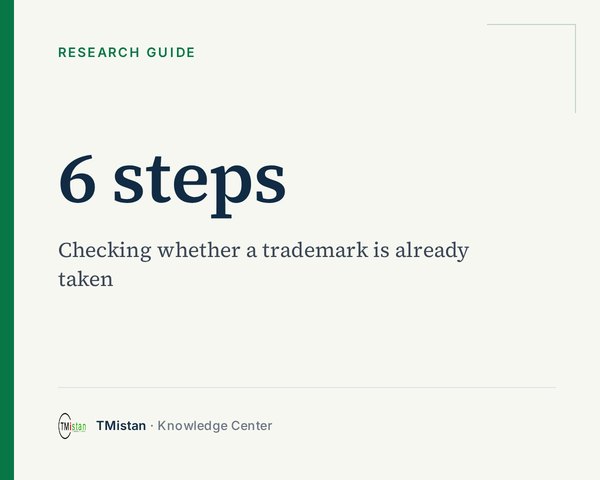 RESEARCH GUIDE
6 steps
Checking whether a trademark is already
taken
TMistan TMistan · Knowledge Center